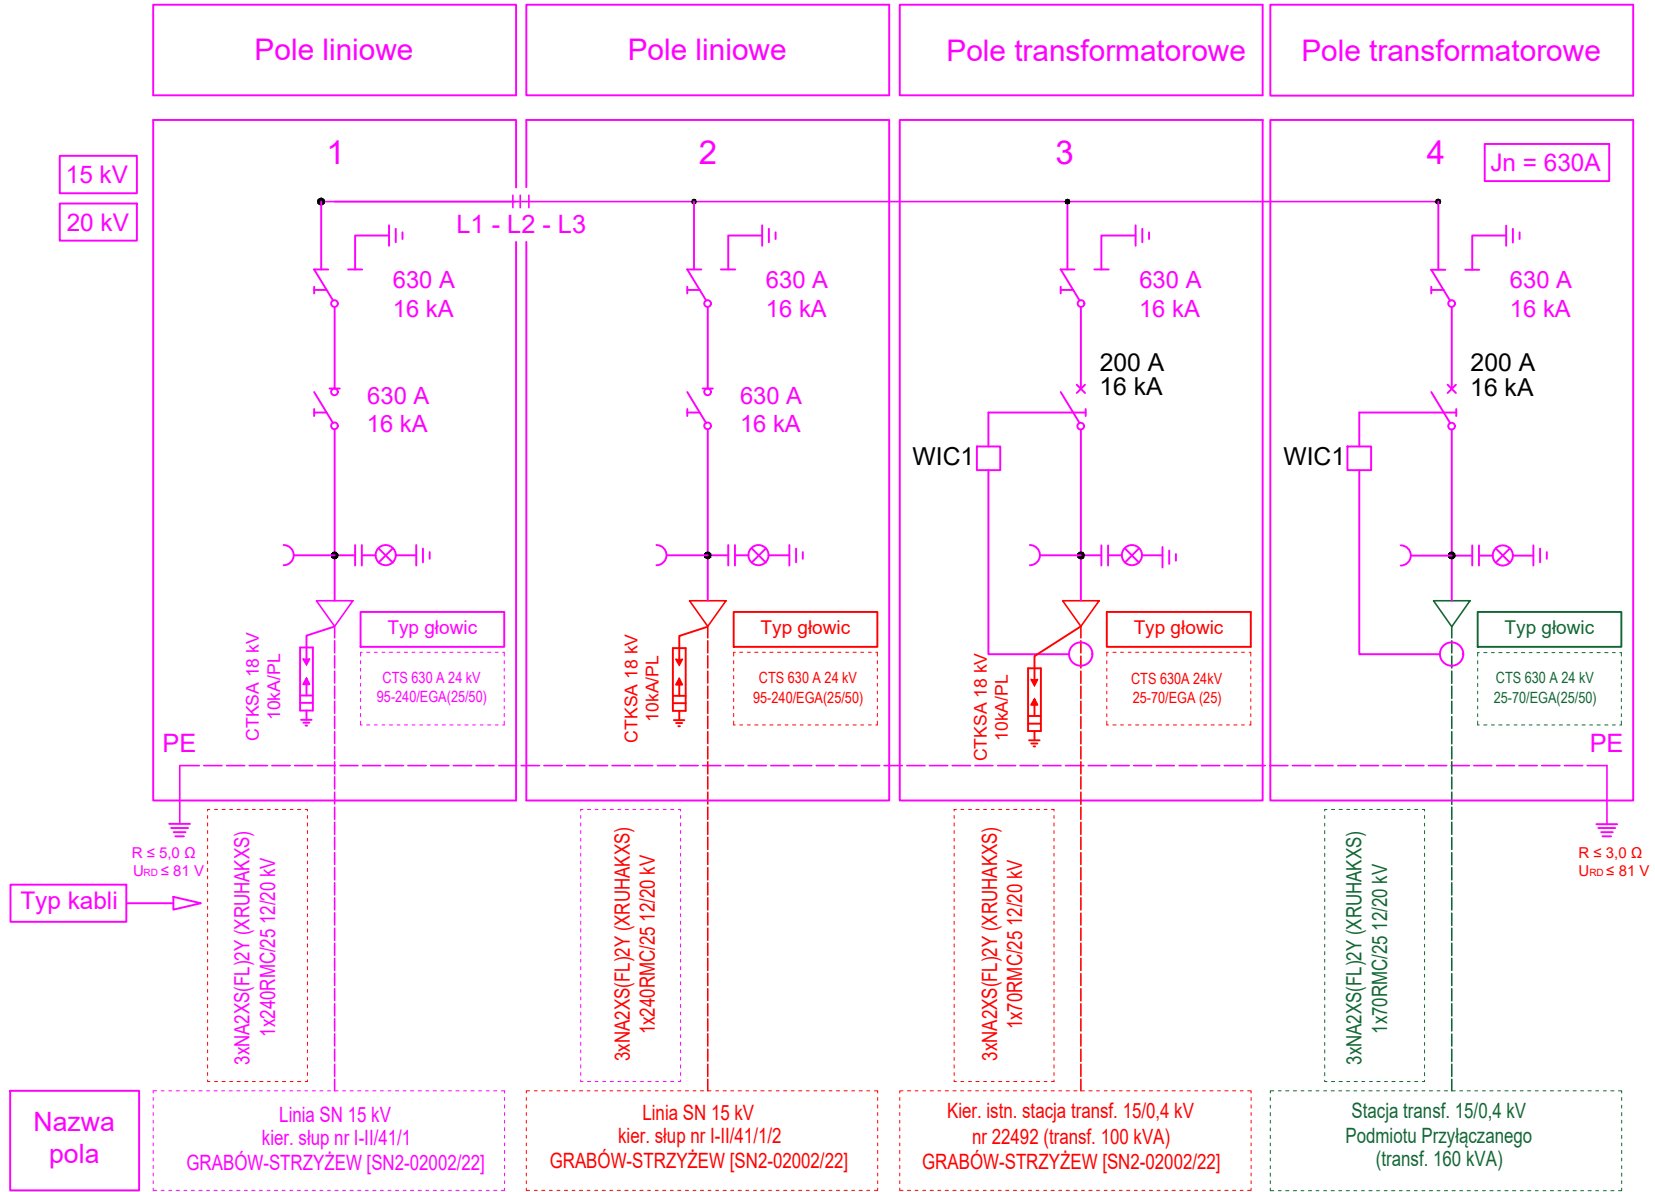 Pole liniowe
Pole liniowe
Pole transformatorowe
Pole transformatorowe
1
2
3
4
Jn = 630A
15 kV
20 kV
L1 - L2 - L3
630 A
16 kA
630 A
16 kA
630 A
16 kA
630 A
16 kA
630 A
16 kA
630 A
16 kA
200 A
16 kA
200 A
16 kA
WIC1
WIC1
CTKSA 18 kV
10kA/PL
Typ głowic
CTS 630 A 24 kV
95-240/EGA(25/50)
CTKSA 18 kV
10kA/PL
Typ głowic
CTS 630 A 24 kV
95-240/EGA(25/50)
CTKSA 18 kV
10kA/PL
Typ głowic
CTS 630A 24kV
25-70/EGA (25)
Typ głowic
CTS 630 A 24 kV
25-70/EGA(25/50)
PE
PE
R ≤ 5,0 Ω
URD ≤ 81 V
R ≤ 3,0 Ω
URD ≤ 81 V
Typ kabli
3xNA2XS(FL)2Y (XRUHAKXS)
1x240RMC/25 12/20 kV
3xNA2XS(FL)2Y (XRUHAKXS)
1x240RMC/25 12/20 kV
3xNA2XS(FL)2Y (XRUHAKXS)
1x70RMC/25 12/20 kV
3xNA2XS(FL)2Y (XRUHAKXS)
1x70RMC/25 12/20 kV
Nazwa
pola
Linia SN 15 kV
kier. słup nr I-II/41/1
GRABÓW-STRZYŻEW [SN2-02002/22]
Linia SN 15 kV
kier. słup nr I-II/41/1/2
GRABÓW-STRZYŻEW [SN2-02002/22]
Kier. istn. stacja transf. 15/0,4 kV
nr 22492 (transf. 100 kVA)
GRABÓW-STRZYŻEW [SN2-02002/22]
Stacja transf. 15/0,4 kV
Podmiotu Przyłączanego
(transf. 160 kVA)